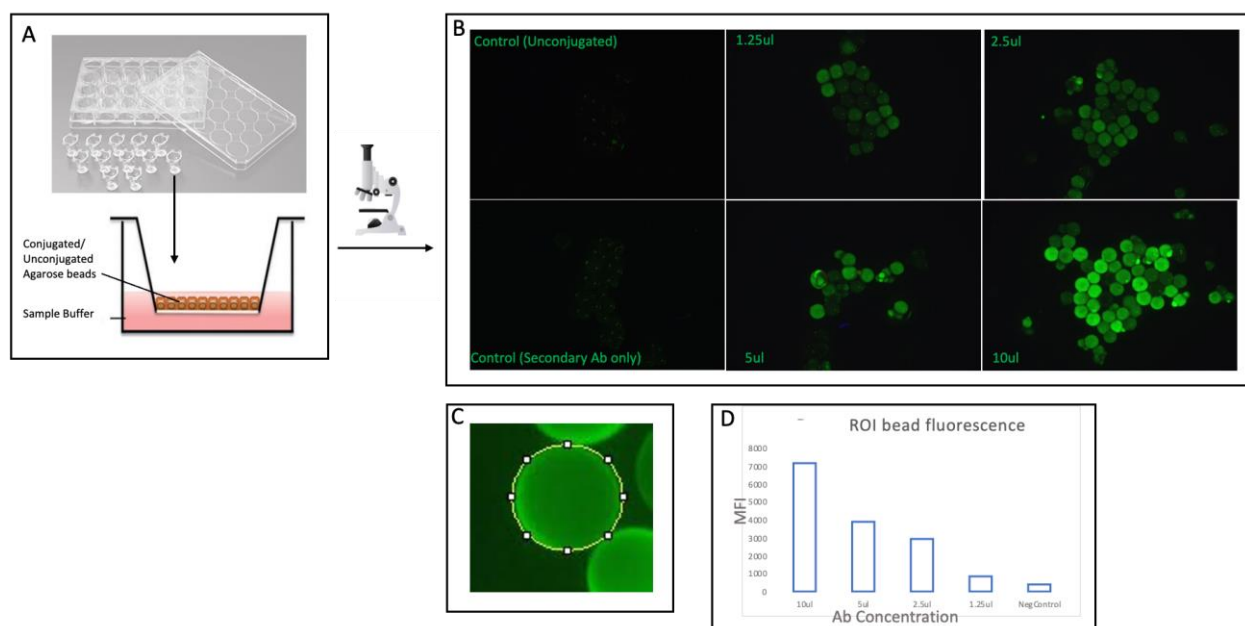 A
Conjugated/
Unconjugated
Agarose beads
Sample Buffer
B
Control (Unconjugated)
1.25ul
2.5ul
Control (Secondary Ab only)
5ul
10ul
C
D
ROI bead fluorescence
MFI
8000
7000
6000
5000
4000
3000
2000
1000
0
10ul
5ul
2.5ul
1.25ul
NegControl
Ab Concentration